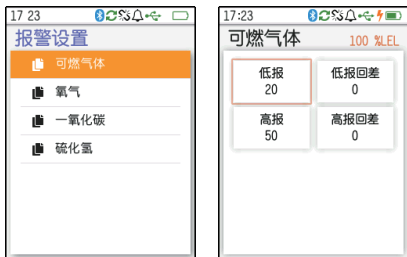 17 23
报警设置
可燃气体
氧气
一氧化碳
硫化氢
17:23
可燃气体 100 %LEL
低报
20
低报回差
0
高报
50
高报回差
0